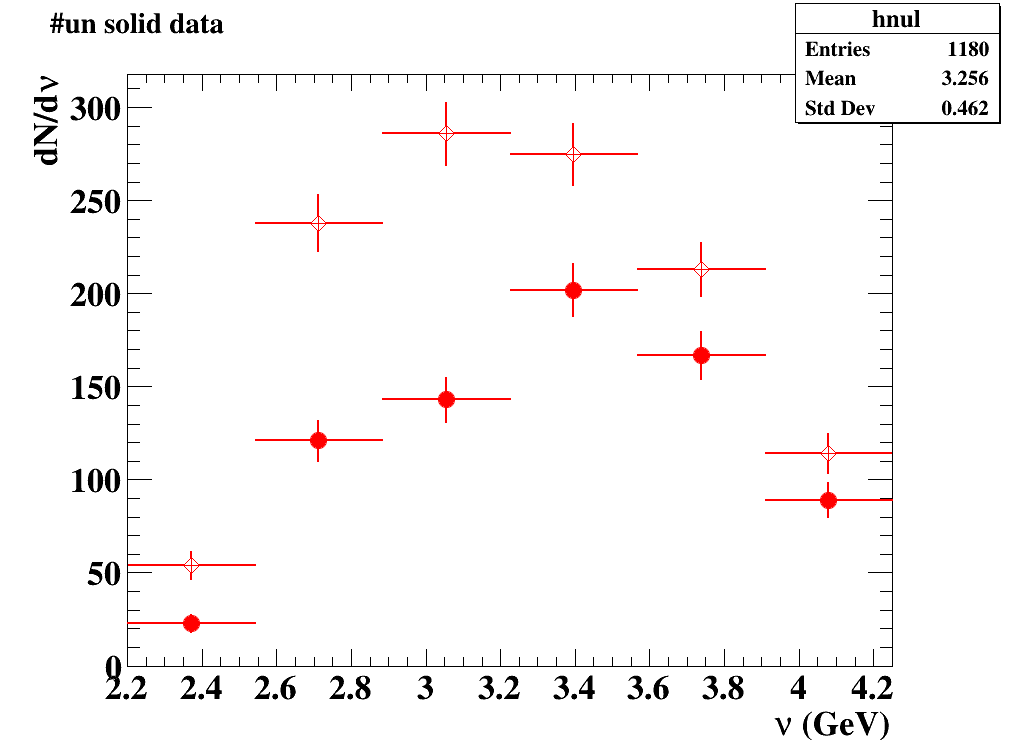 #un solid data
hnul
Entries 1180
Mean 3.256
Std Dev 0.462
dN/dν
300
250
200
150
100
50
0
2.2 2.4 2.6 2.8 3 3.2 3.4 3.6 3.8 4 4.2
ν (GeV)